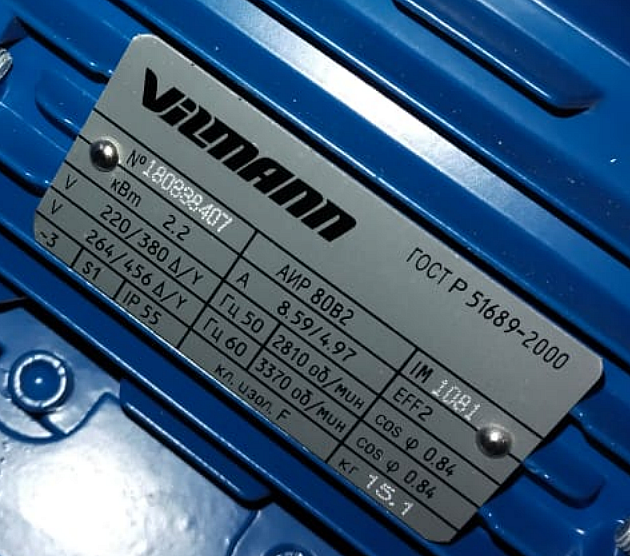 VILMANN
ГОСТ Р 51689-2000
№ 180838407 АИР 80В2 IM 1081
кВт 2.2 А 8.59/4.97 EFF2
V 220/380 Δ/Y Гц 50 2810 об/мин cos φ 0.84
V 264/456 Δ/Y Гц 60 3370 об/мин cos φ 0.84
~3 S1 IP 55 кл. изол. F кг 15.1